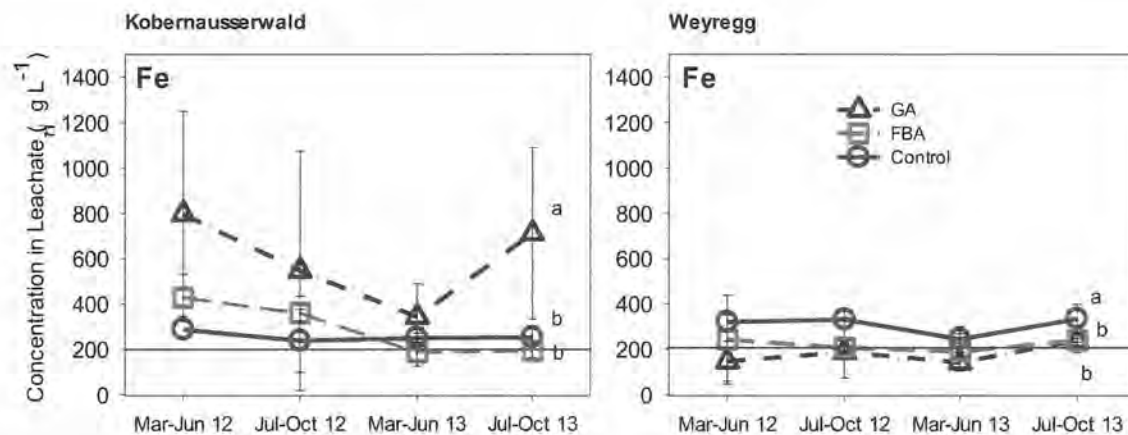 Kobernausserwald
Weyregg
Concentration in Leachate ( g L-1
Fe
1400
1200
1000
800
600
400
200
0
a
b
b
Mar-Jun 12 Jul-Oct 12 Mar-Jun 13 Jul-Oct 13
Fe
1400
1200
1000
800
600
400
200
0
GA
FBA
Control
a
b
b
Mar-Jun 12 Jul-Oct 12 Mar-Jun 13 Jul-Oct 13